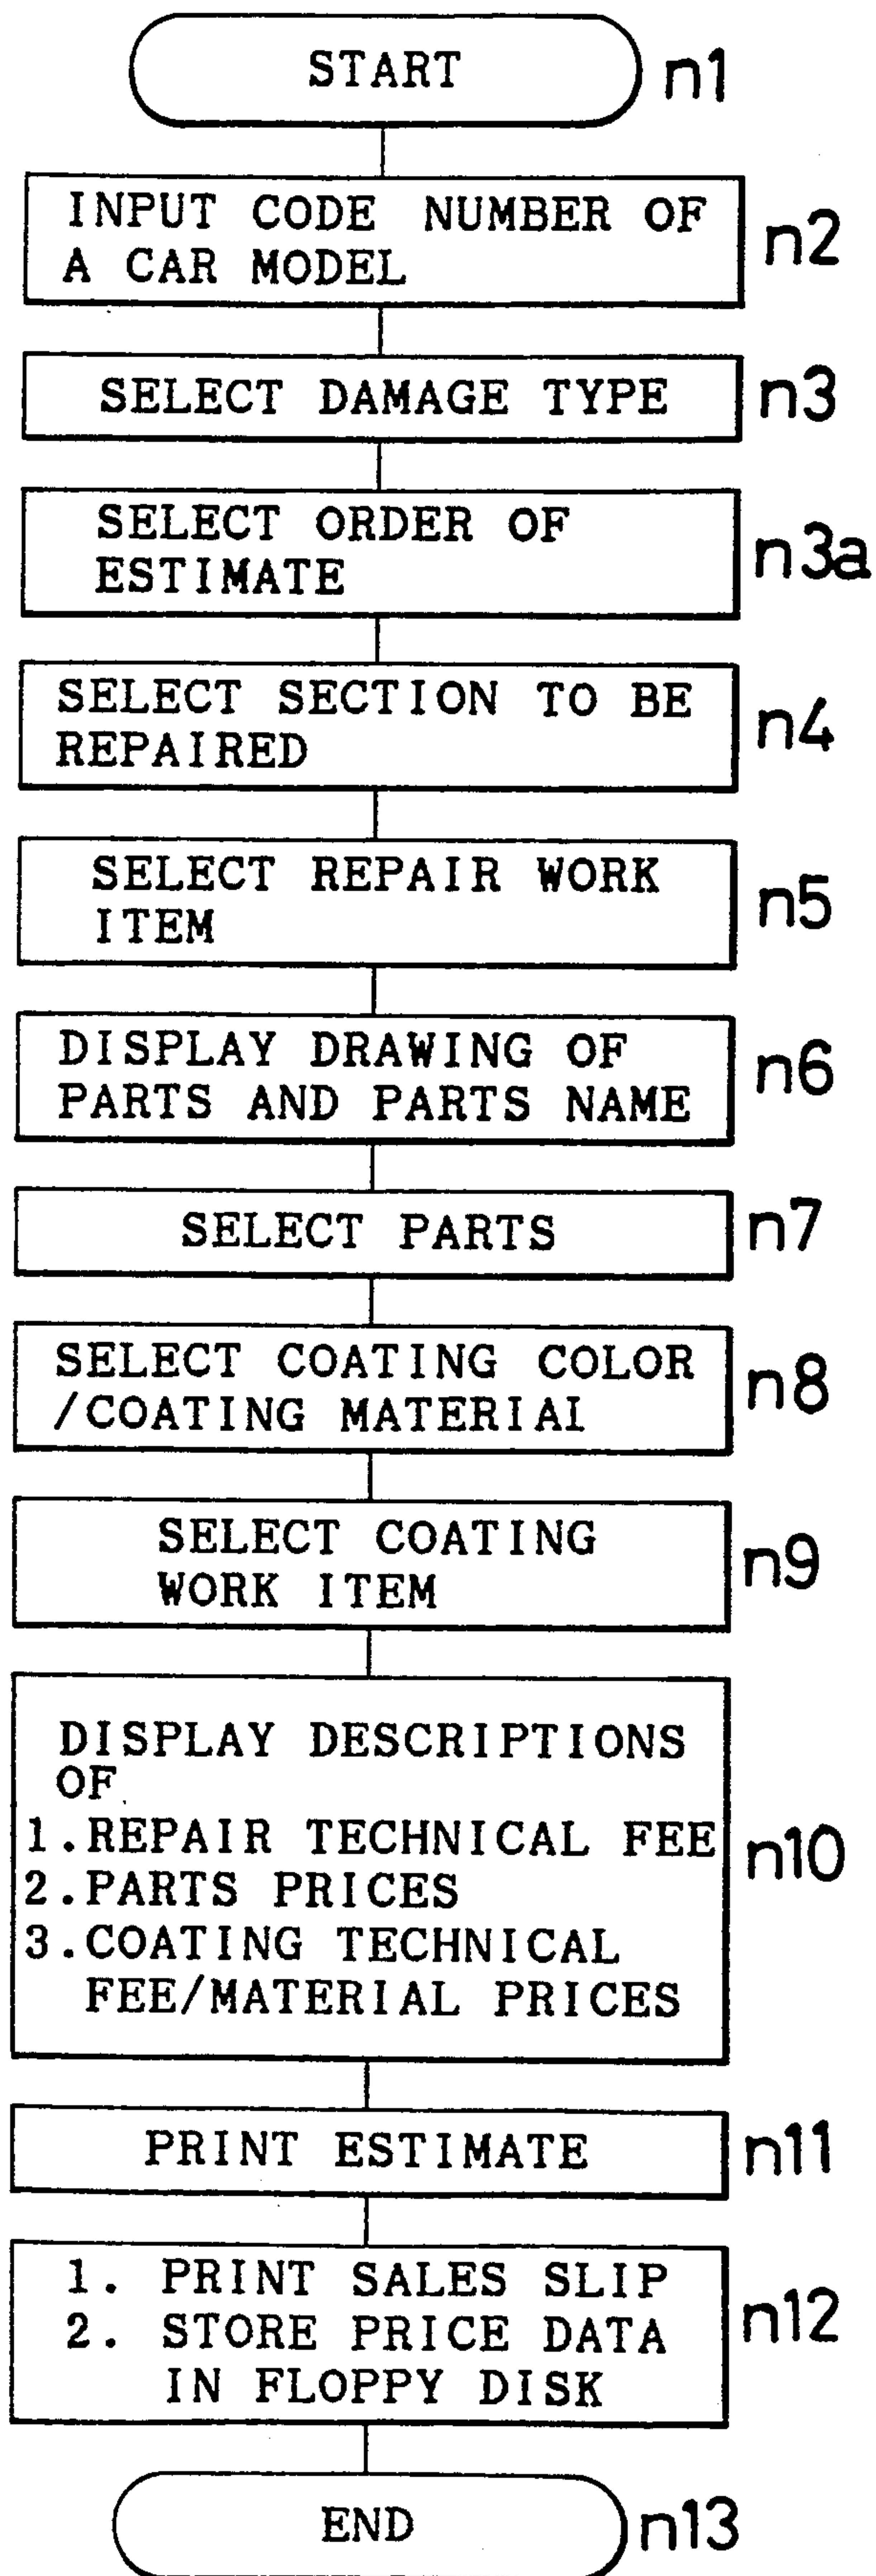 START n1
INPUT CODE NUMBER OF
A CAR MODEL
n2
SELECT DAMAGE TYPE n3
SELECT ORDER OF
ESTIMATE
n3a
SELECT SECTION TO BE
REPAIRED
n4
SELECT REPAIR WORK
ITEM
n5
DISPLAY DRAWING OF
PARTS AND PARTS NAME
n6
SELECT PARTS n7
SELECT COATING COLOR
/COATING MATERIAL
n8
SELECT COATING
WORK ITEM
n9
DISPLAY DESCRIPTIONS
OF
1.REPAIR TECHNICAL FEE
2.PARTS PRICES
3.COATING TECHNICAL
FEE/MATERIAL PRICES
n10
PRINT ESTIMATE n11
1. PRINT SALES SLIP
2. STORE PRICE DATA
IN FLOPPY DISK
n12
END n13